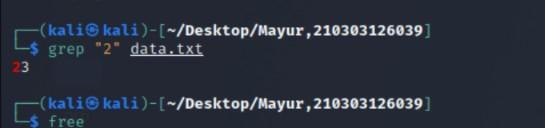 ┌──(kali㉿kali)-[~/Desktop/Mayur,210303126039]
└─$ grep "2" data.txt
23
┌──(kali㉿kali)-[~/Desktop/Mayur,210303126039]
└─$ free